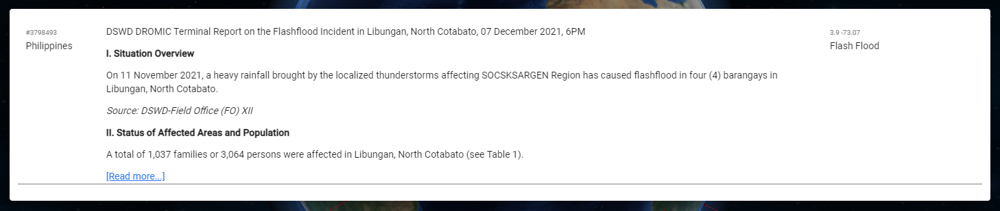 #3798493
Philippines
DSWD DROMIC Terminal Report on the Flashflood Incident in Libungan, North Cotabato, 07 December 2021, 6PM
I. Situation Overview
On 11 November 2021, a heavy rainfall brought by the localized thunderstorms affecting SOCSKSARGEN Region has caused flashflood in four (4) barangays in
Libungan, North Cotabato.
Source: DSWD-Field Office (FO) XII
II. Status of Affected Areas and Population
A total of 1,037 families or 3,064 persons were affected in Libungan, North Cotabato (see Table 1).
[Read more...]
3.9 -73.07
Flash Flood